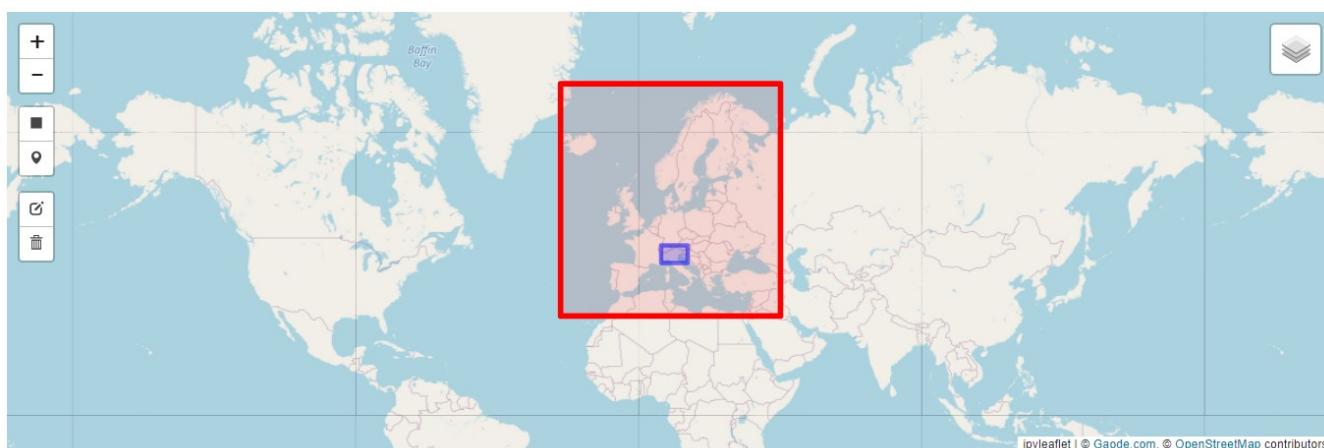 +
Baffin
Bay
−
ipyleaflet | © Gaode.com, © OpenStreetMap contributors